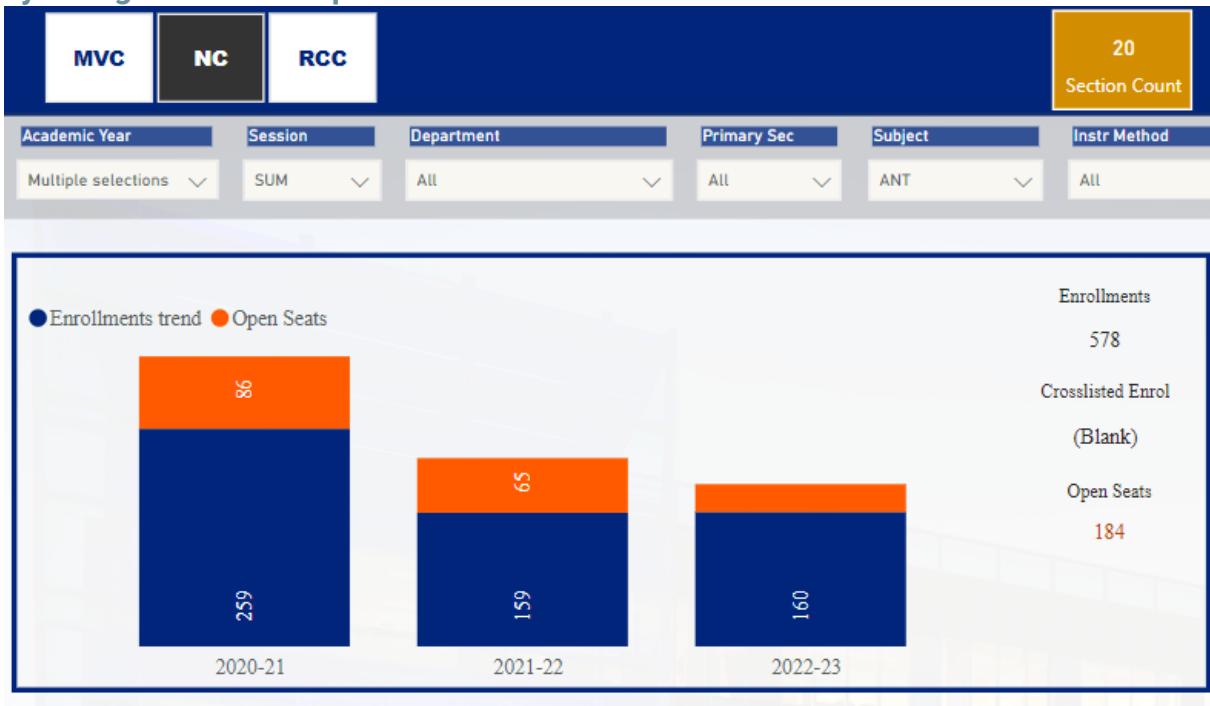 MVC NC RCC
20
Section Count
Academic Year Session Department Primary Sec Subject Instr Method
Multiple selections SUM All All ANT All
Enrollments trend Open Seats
Enrollments
578
Crosslisted Enrol
(Blank)
Open Seats
184
86
65
259
159
160
2020-21 2021-22 2022-23